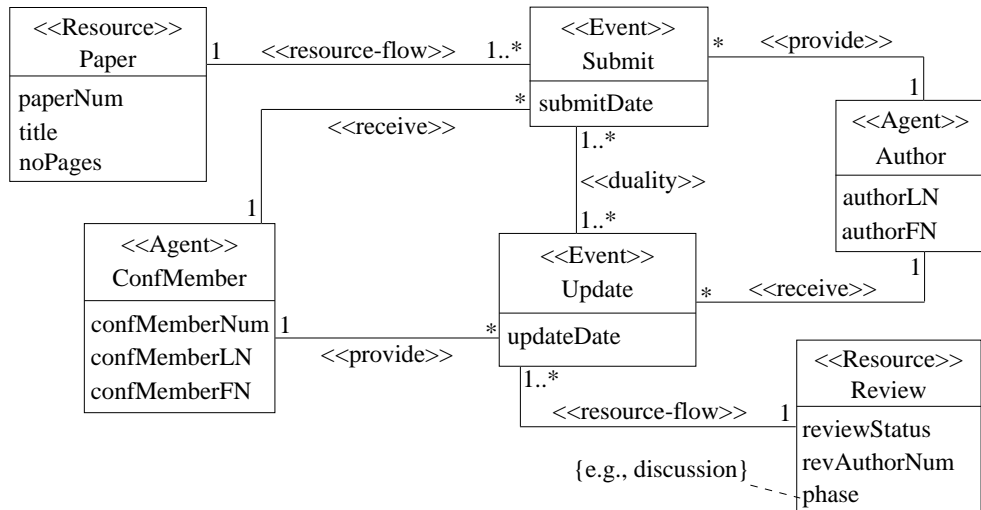 <<Resource>>
Paper
paperNum
title
noPages
1
<<resource-flow>>
1..*
<<Event>>
Submit
submitDate
*
<<provide>>
1
*
<<receive>>
1
1..*
<<duality>>
1..*
<<Agent>>
Author
authorLN
authorFN
1
<<Agent>>
ConfMember
confMemberNum
confMemberLN
confMemberFN
<<Event>>
Update
updateDate
*
<<receive>>
1
<<provide>>
*
1..*
<<resource-flow>>
1
<<Resource>>
Review
reviewStatus
revAuthorNum
phase
{e.g., discussion}